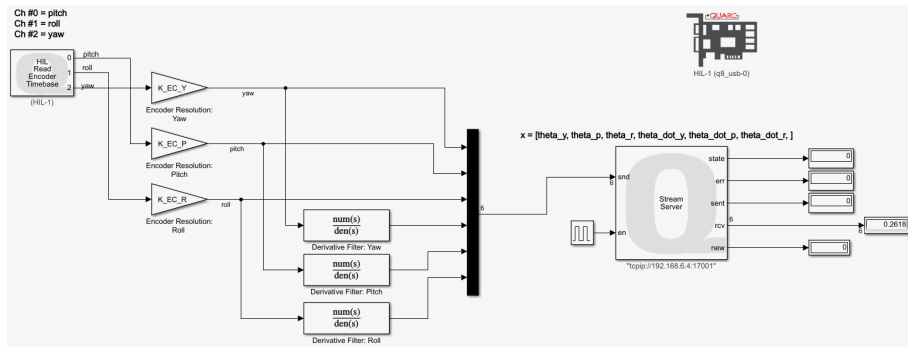 Ch #0 = pitch
Ch #1 = roll
Ch #2 = yaw
HIL
Read
Encoder
Timebase
0
1
2
(HIL-1)
pitch
roll
yaw
K_EC_Y
Encoder Resolution:
Yaw
yaw
K_EC_P
Encoder Resolution:
Pitch
pitch
K_EC_R
Encoder Resolution:
Roll
roll
num(s)
den(s)
Derivative Filter: Yaw
num(s)
den(s)
Derivative Filter: Pitch
num(s)
den(s)
Derivative Filter: Roll
6
QUARC
HIL-1 (q8_usb-0)
x = [theta_y, theta_p, theta_r, theta_dot_y, theta_dot_p, theta_dot_r, ]
6
snd
en
Stream
Server
state
err
sent
rcv
new
6
6
"tcpip://192.168.6.4:17001"
0
0
0
0.2618
0